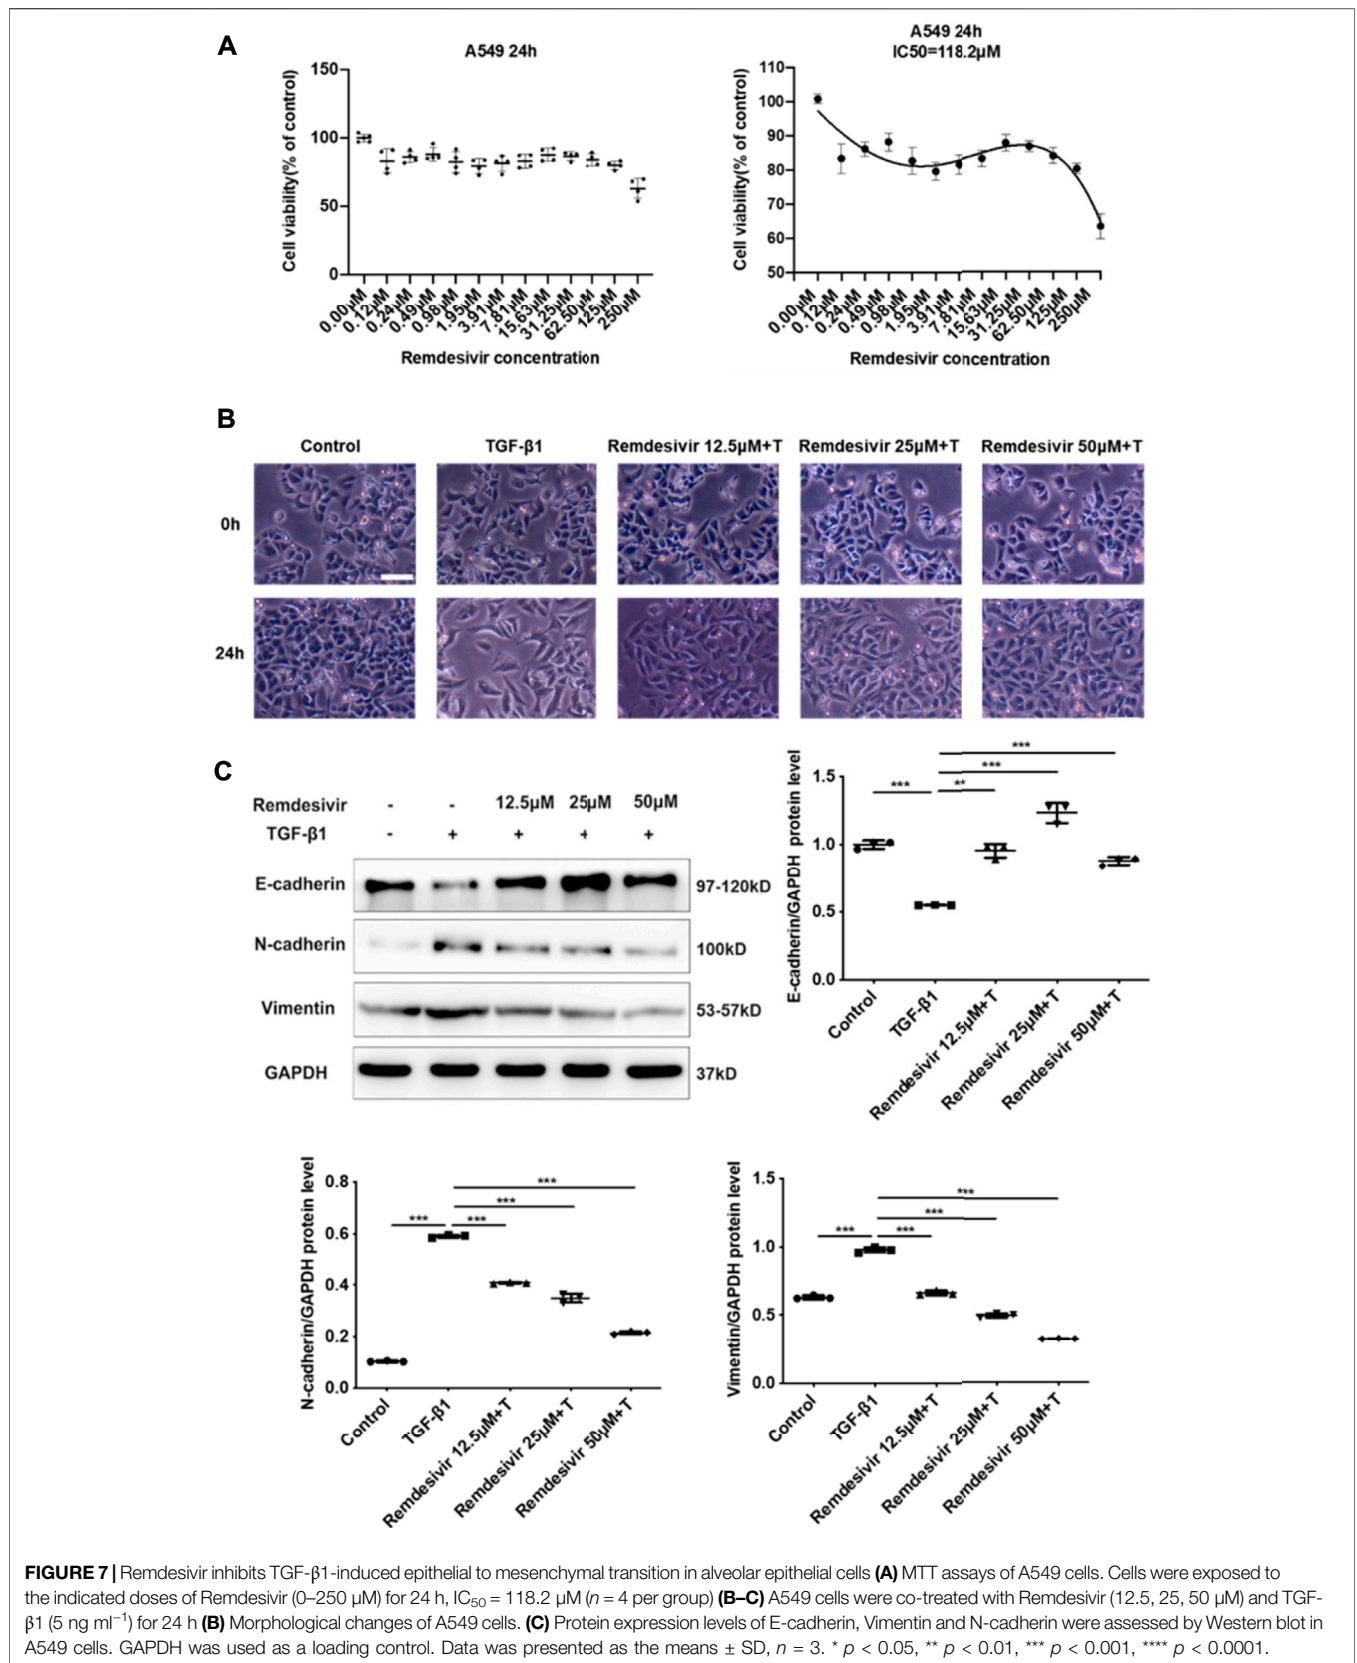 A
A549 24h
150
100
50
0
Cell viability(% of control)
0.00µM
0.12µM
0.24µM
0.49µM
0.98µM
1.95µM
3.91µM
7.81µM
15.63µM
31.25µM
62.50µM
125µM
250µM
Remdesivir concentration
A549 24h
IC50=118.2µM
110
100
90
80
70
60
50
Cell viability(% of control)
0.00µM
0.12µM
0.24µM
0.49µM
0.98µM
1.95µM
3.91µM
7.81µM
15.63µM
31.25µM
62.50µM
125µM
250µM
Remdesivir concentration
B
Control TGF-β1 Remdesivir 12.5µM+T Remdesivir 25µM+T Remdesivir 50µM+T
0h
24h
C
Remdesivir - - 12.5µM 25µM 50µM
TGF-β1 - + + + +
E-cadherin 97-120kD
N-cadherin 100kD
Vimentin 53-57kD
GAPDH 37kD
E-cadherin/GAPDH protein level
1.5
1.0
0.5
0.0
***
***
*** **
Control
TGF-β1
Remdesivir 12.5µM+T
Remdesivir 25µM+T
Remdesivir 50µM+T
N-cadherin/GAPDH protein level
0.8
0.6
0.4
0.2
0.0
***
***
*** ***
Control
TGF-β1
Remdesivir 12.5µM+T
Remdesivir 25µM+T
Remdesivir 50µM+T
Vimentin/GAPDH protein level
1.5
1.0
0.5
0.0
***
***
*** ***
Control
TGF-β1
Remdesivir 12.5µM+T
Remdesivir 25µM+T
Remdesivir 50µM+T
FIGURE 7 | Remdesivir inhibits TGF-β1-induced epithelial to mesenchymal transition in alveolar epithelial cells (A) MTT assays of A549 cells. Cells were exposed to
the indicated doses of Remdesivir (0–250 µM) for 24 h, IC50 = 118.2 µM (n = 4 per group) (B–C) A549 cells were co-treated with Remdesivir (12.5, 25, 50 µM) and TGF-
β1 (5 ng ml−1) for 24 h (B) Morphological changes of A549 cells. (C) Protein expression levels of E-cadherin, Vimentin and N-cadherin were assessed by Western blot in
A549 cells. GAPDH was used as a loading control. Data was presented as the means ± SD, n = 3. * p < 0.05, ** p < 0.01, *** p < 0.001, **** p < 0.0001.